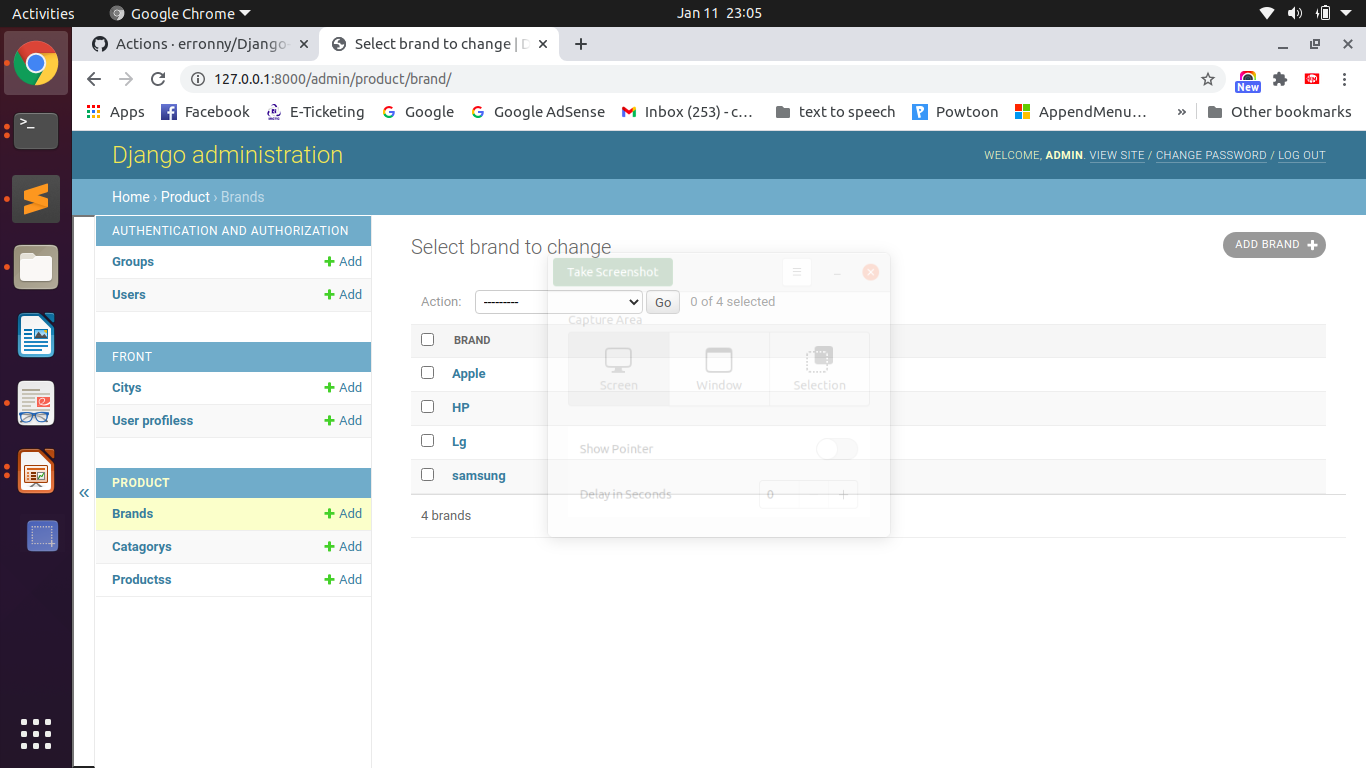 Activities
Google Chrome
Jan 11 23:05
Actions · erronny/Django-
Select brand to change | D
127.0.0.1:8000/admin/product/brand/
New
Apps
Facebook
E-Ticketing
Google
Google AdSense
Inbox (253) - c…
text to speech
Powtoon
AppendMenu…
»
Other bookmarks
Django administration
WELCOME, ADMIN. VIEW SITE / CHANGE PASSWORD / LOG OUT
Home › Product › Brands
«
AUTHENTICATION AND AUTHORIZATION
Groups
Add
Users
Add
FRONT
Citys
Add
User profiless
Add
PRODUCT
Brands
Add
Catagorys
Add
Productss
Add
Select brand to change
ADD BRAND
Action:
---------
Go
0 of 4 selected
BRAND
Apple
HP
Lg
samsung
4 brands
Take Screenshot
Capture Area
Screen
Window
Selection
Show Pointer
Delay in Seconds
0
+